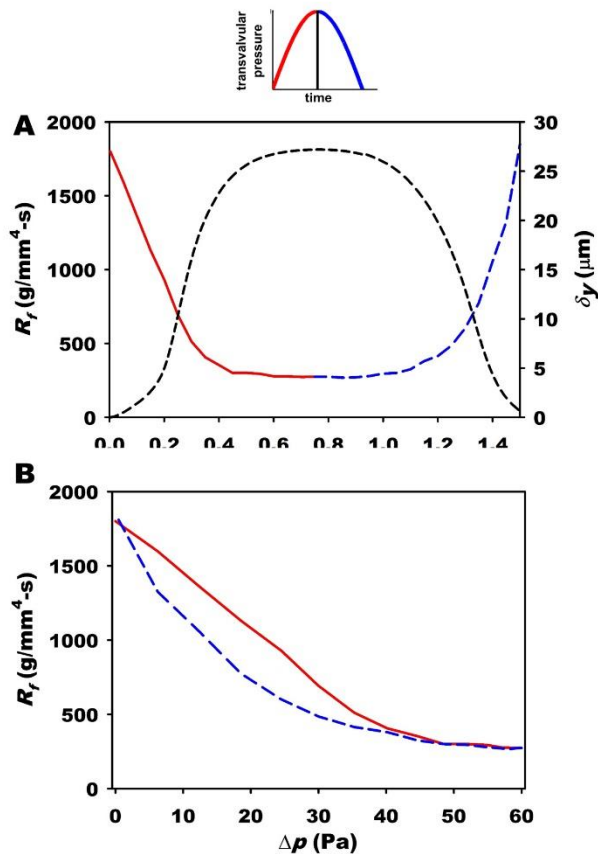 transvalvular
pressure
time
A
2000
1500
1000
500
0
R_f (g/mm⁴-s)
30
25
20
15
10
5
0
δy (μm)
0.0 0.2 0.4 0.6 0.8 1.0 1.2 1.4
B
2000
1500
1000
500
0
R_f (g/mm⁴-s)
0 10 20 30 40 50 60
Δp (Pa)